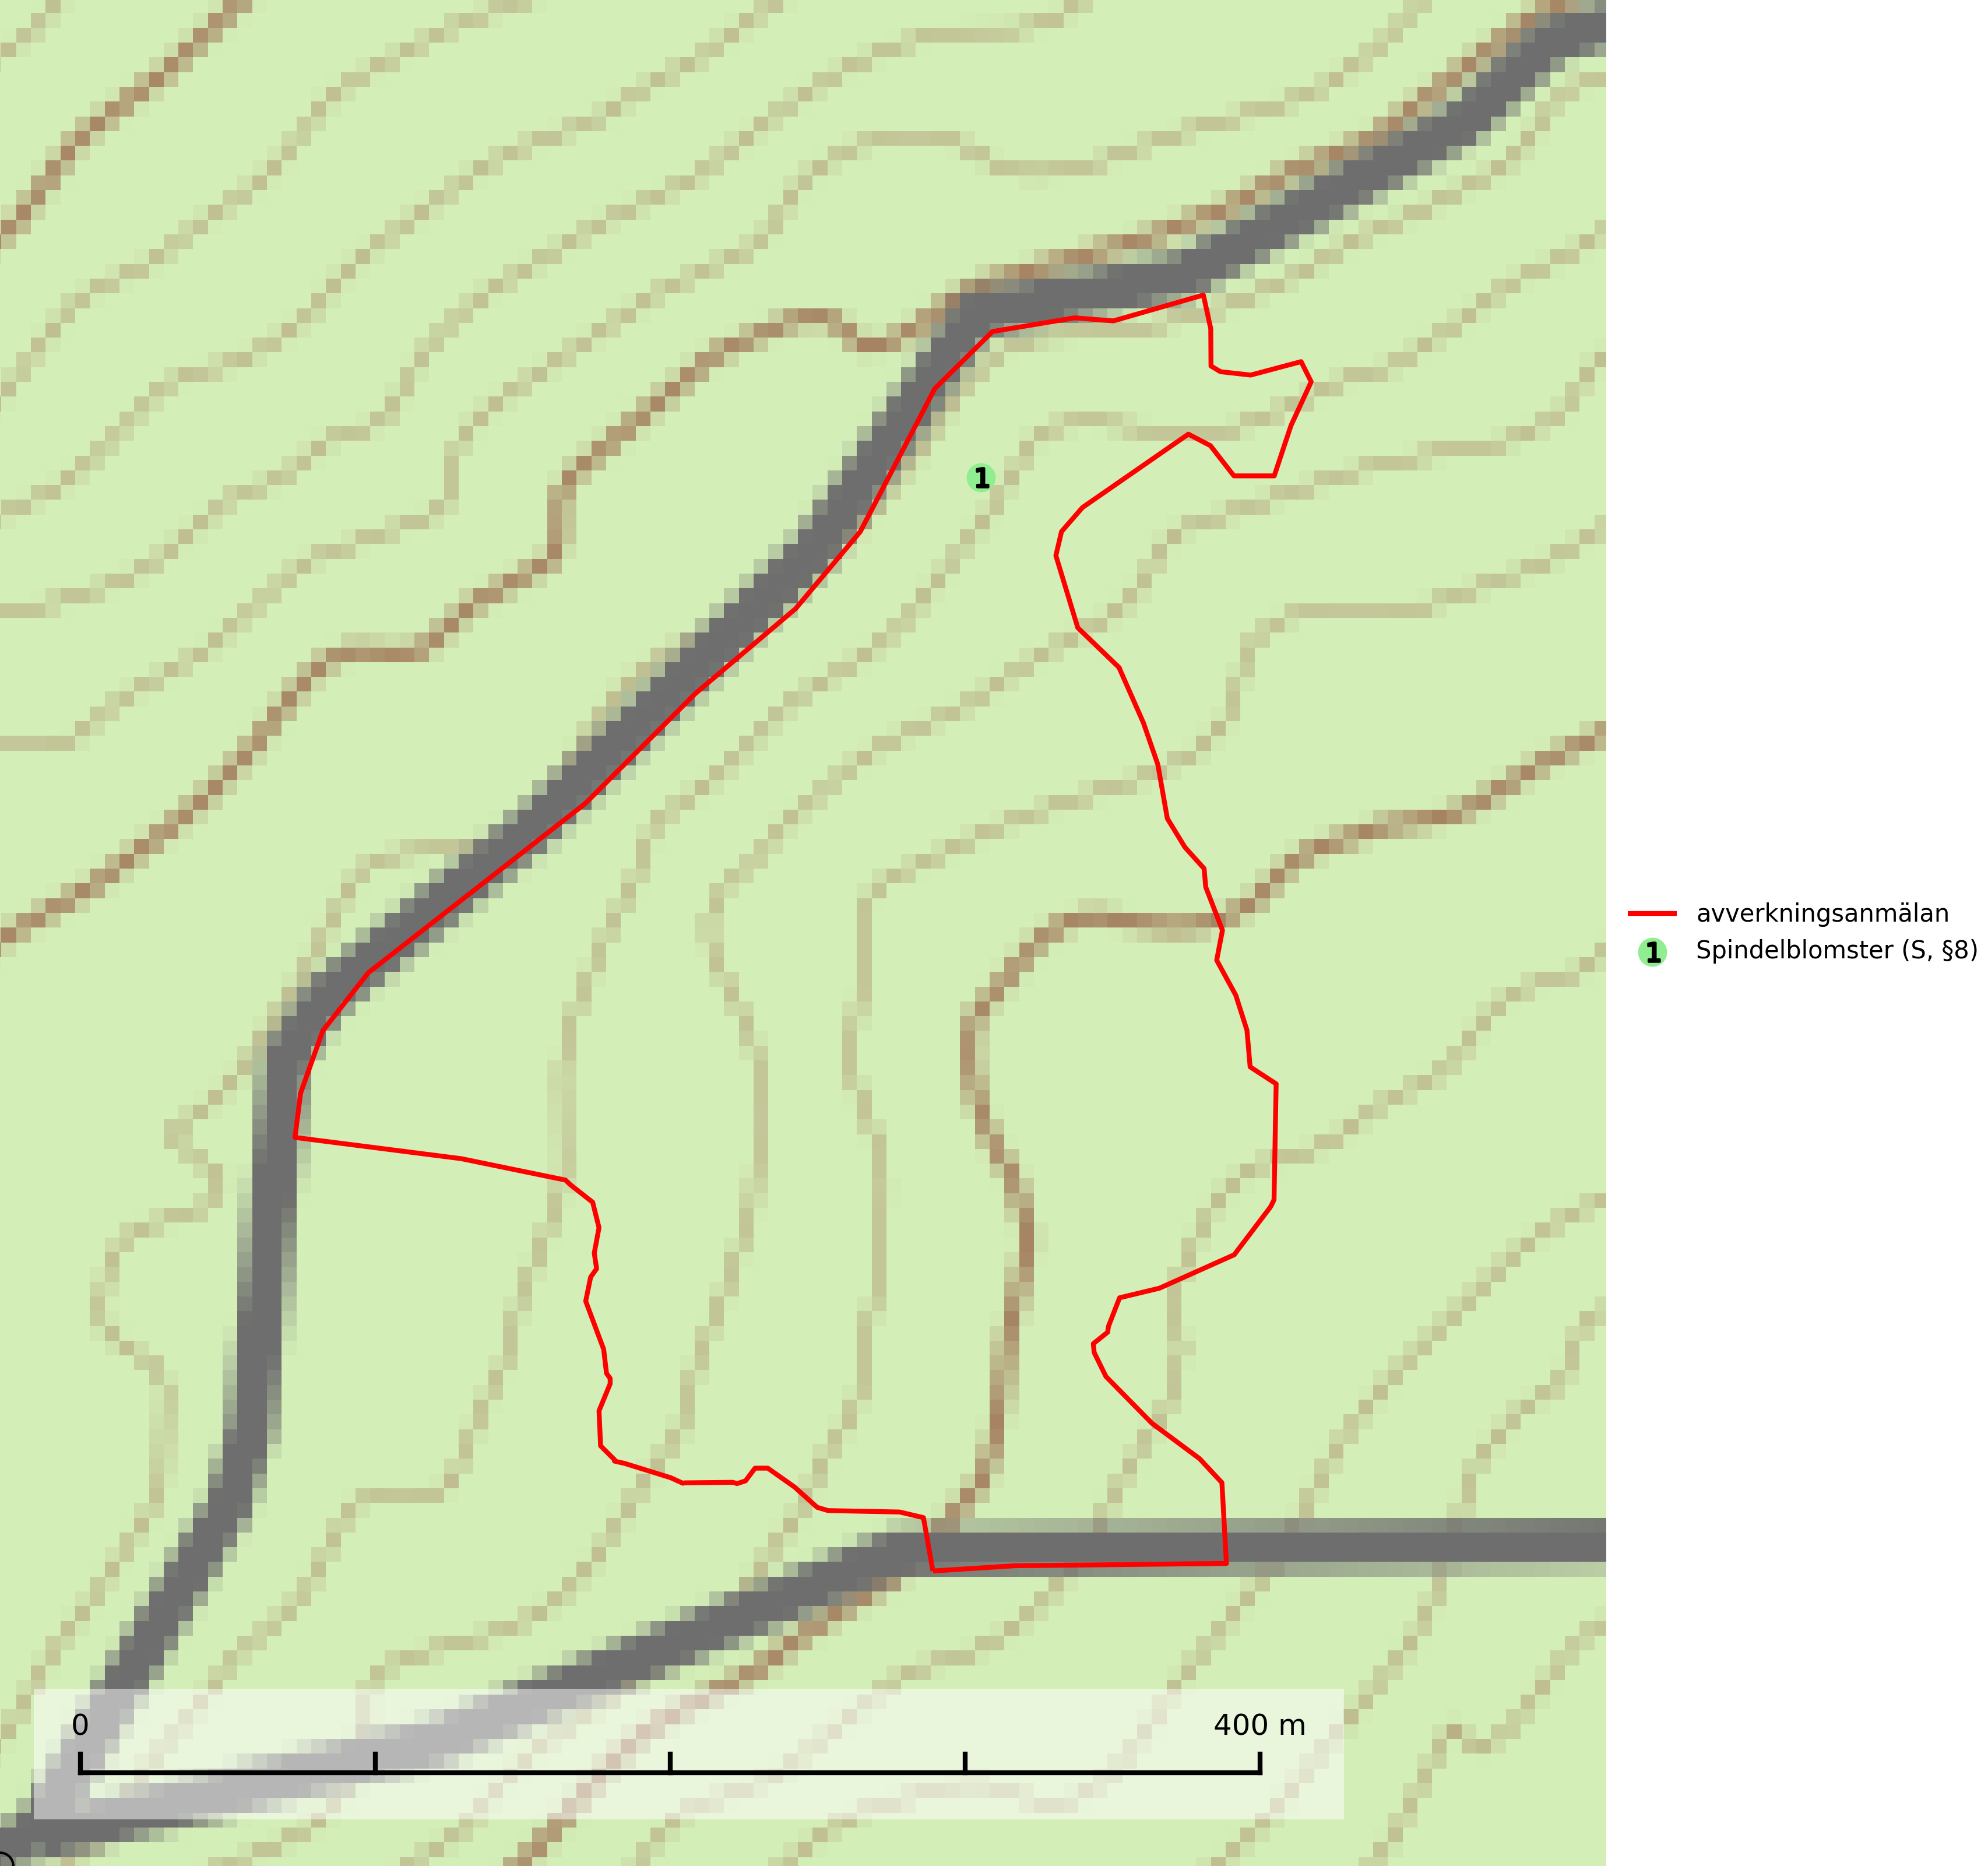 1
avverkningsanmälan
1 Spindelblomster (S, §8)
0 400 m